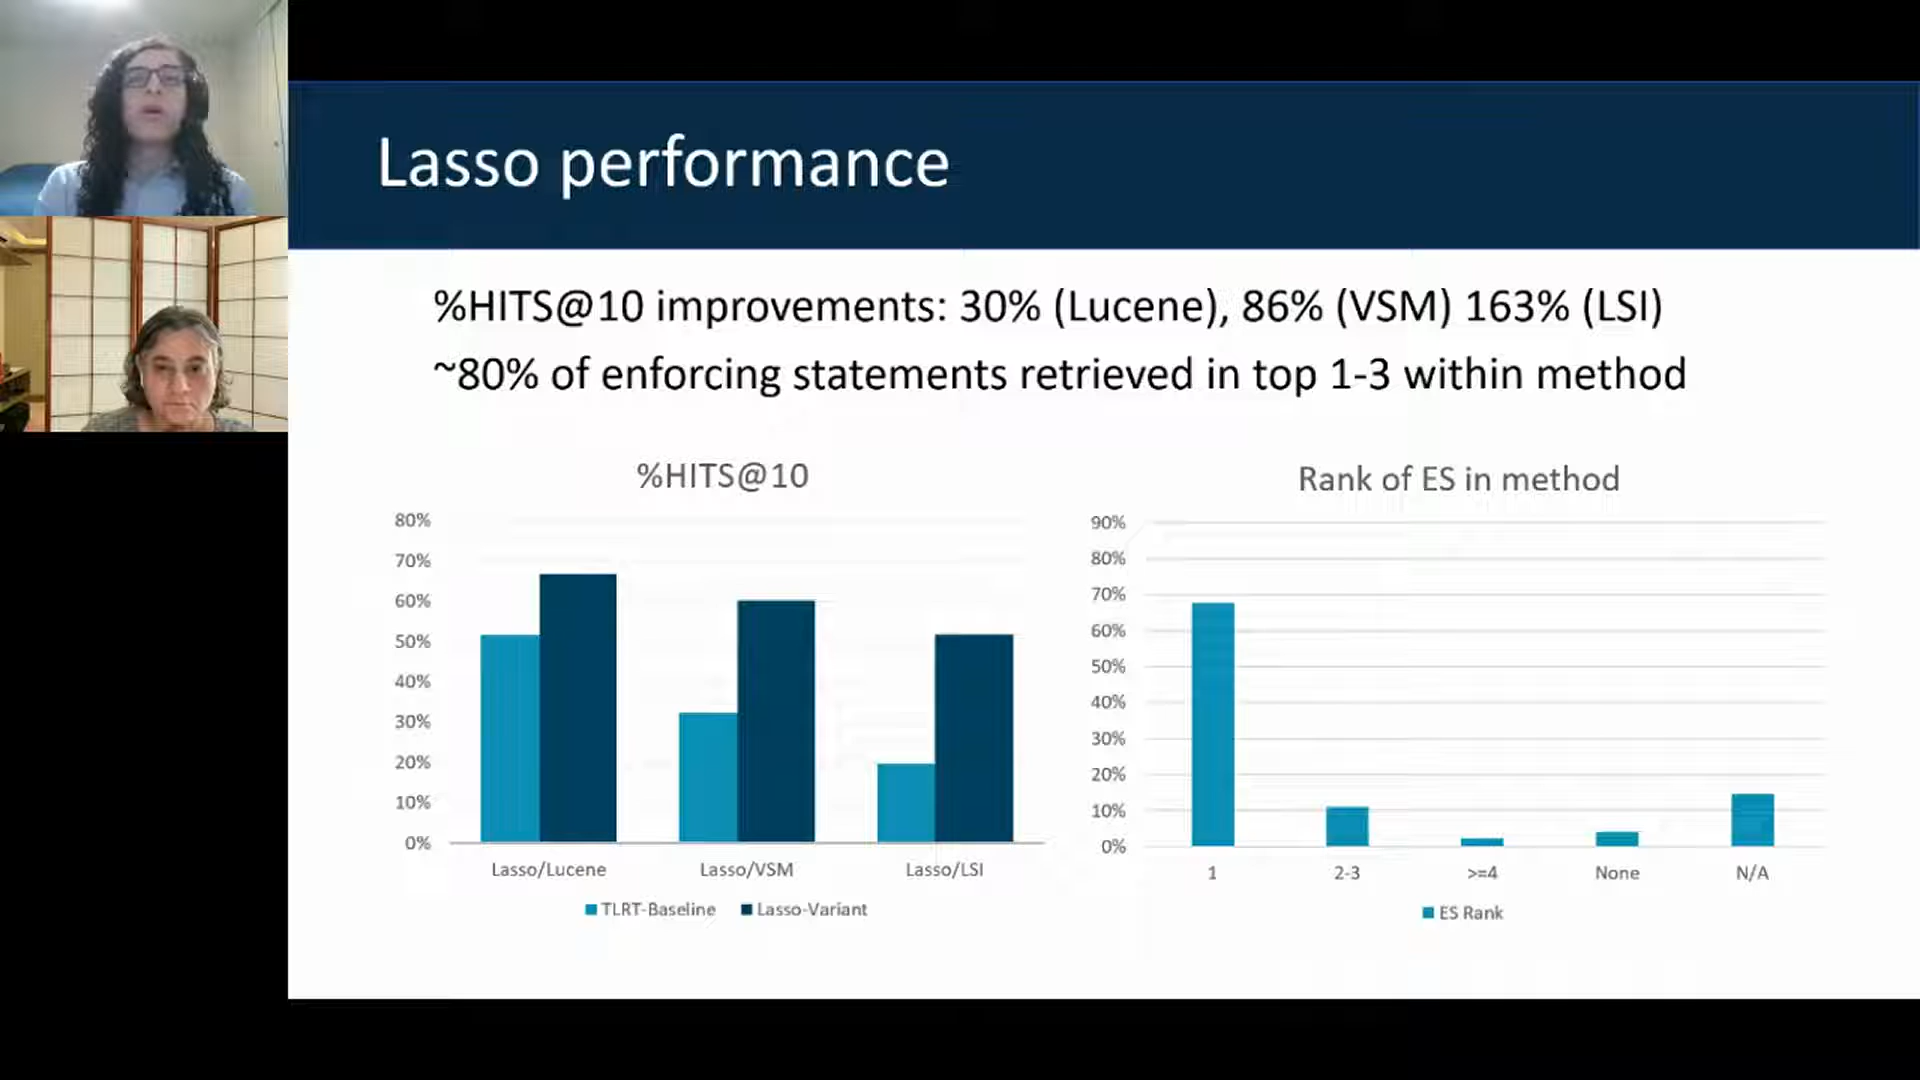 Lasso performance
%HITS@10 improvements: 30% (Lucene), 86% (VSM) 163% (LSI)
~80% of enforcing statements retrieved in top 1-3 within method
%HITS@10
80%
70%
60%
50%
40%
30%
20%
10%
0%
Lasso/Lucene Lasso/VSM Lasso/LSI
TLRT-Baseline Lasso-Variant
Rank of ES in method
90%
80%
70%
60%
50%
40%
30%
20%
10%
0%
1 2-3 >=4 None N/A
ES Rank